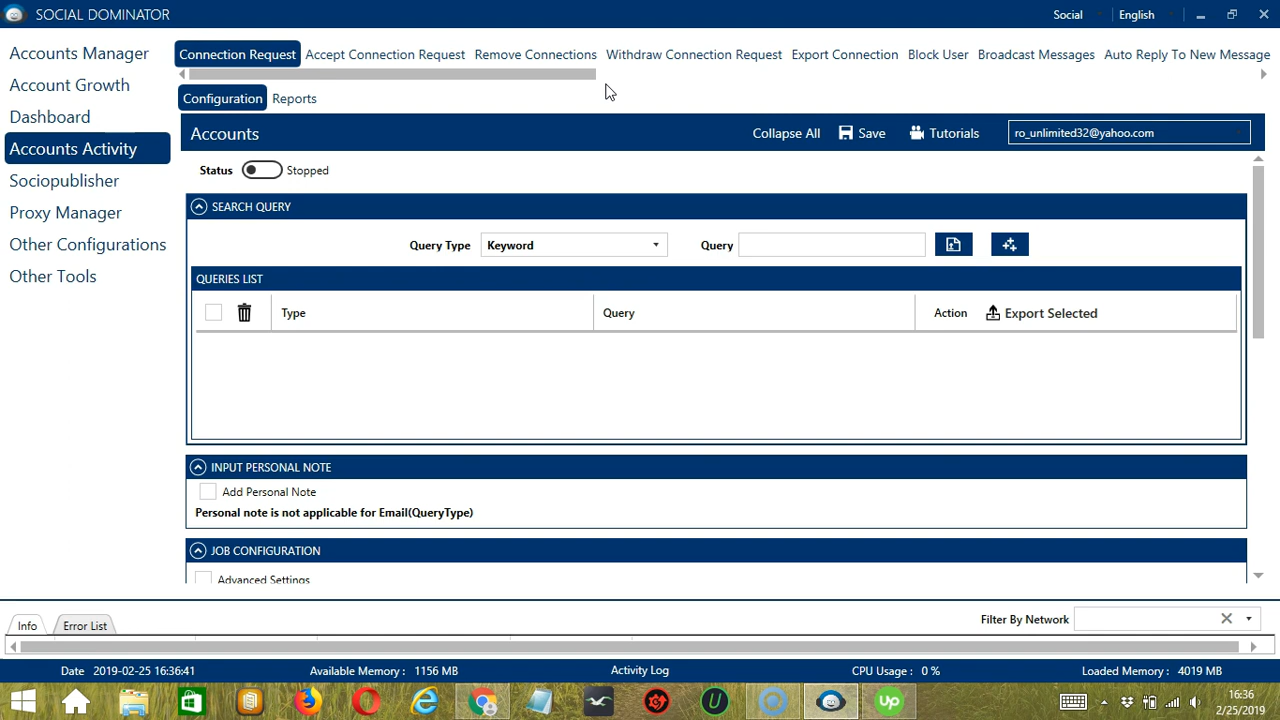 SOCIAL DOMINATOR
Social
English
Accounts Manager
Account Growth
Dashboard
Accounts Activity
Sociopublisher
Proxy Manager
Other Configurations
Other Tools
Connection Request
Accept Connection Request
Remove Connections
Withdraw Connection Request
Export Connection
Block User
Broadcast Messages
Auto Reply To New Message
Configuration
Reports
Accounts
Collapse All
Save
Tutorials
ro_unlimited32@yahoo.com
Status
Stopped
SEARCH QUERY
Query Type
Keyword
Query
QUERIES LIST
Type
Query
Action
Export Selected
INPUT PERSONAL NOTE
Add Personal Note
Personal note is not applicable for Email(QueryType)
JOB CONFIGURATION
Advanced Settings
Info
Error List
Filter By Network
Date 2019-02-25 16:36:41
Available Memory : 1156 MB
Activity Log
CPU Usage : 0 %
Loaded Memory : 4019 MB
up
16:36
2/25/2019